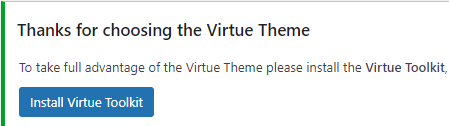 Thanks for choosing the Virtue Theme
To take full advantage of the Virtue Theme please install the Virtue Toolkit,
Install Virtue Toolkit